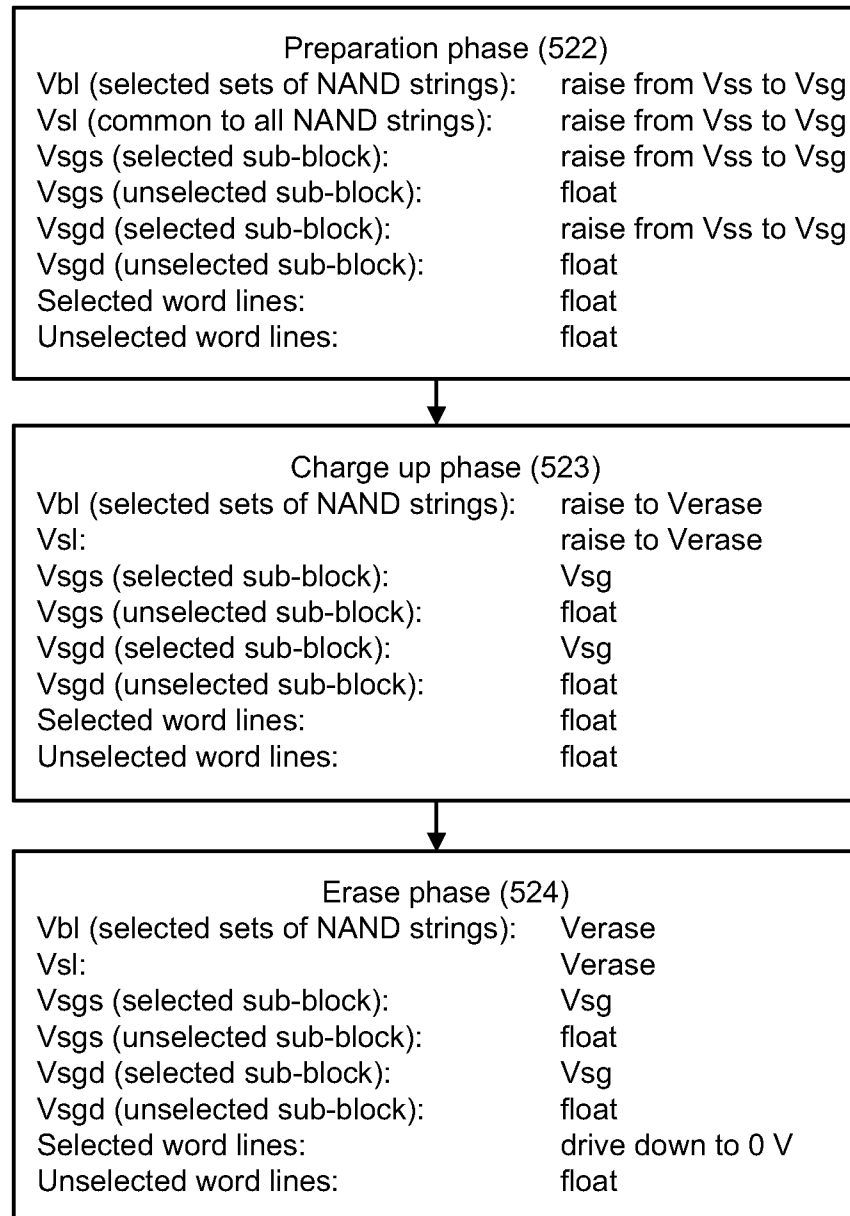 Preparation phase (522)
Vbl (selected sets of NAND strings): raise from Vss to Vsg
Vsl (common to all NAND strings): raise from Vss to Vsg
Vsgs (selected sub-block): raise from Vss to Vsg
Vsgs (unselected sub-block): float
Vsgd (selected sub-block): raise from Vss to Vsg
Vsgd (unselected sub-block): float
Selected word lines: float
Unselected word lines: float
Charge up phase (523)
Vbl (selected sets of NAND strings): raise to Verase
Vsl: raise to Verase
Vsgs (selected sub-block): Vsg
Vsgs (unselected sub-block): float
Vsgd (selected sub-block): Vsg
Vsgd (unselected sub-block): float
Selected word lines: float
Unselected word lines: float
Erase phase (524)
Vbl (selected sets of NAND strings): Verase
Vsl: Verase
Vsgs (selected sub-block): Vsg
Vsgs (unselected sub-block): float
Vsgd (selected sub-block): Vsg
Vsgd (unselected sub-block): float
Selected word lines: drive down to 0 V
Unselected word lines: float